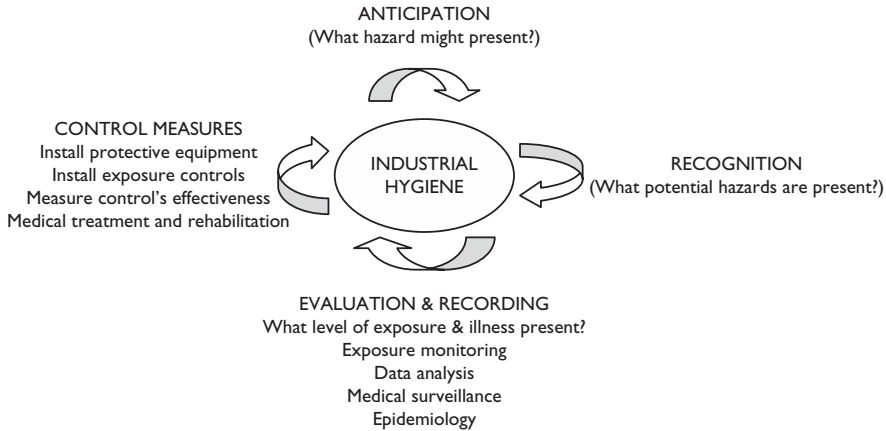 ANTICIPATION
(What hazard might present?)
CONTROL MEASURES
Install protective equipment
Install exposure controls
Measure control's effectiveness
Medical treatment and rehabilitation
INDUSTRIAL
HYGIENE
RECOGNITION
(What potential hazards are present?)
EVALUATION & RECORDING
What level of exposure & illness present?
Exposure monitoring
Data analysis
Medical surveillance
Epidemiology